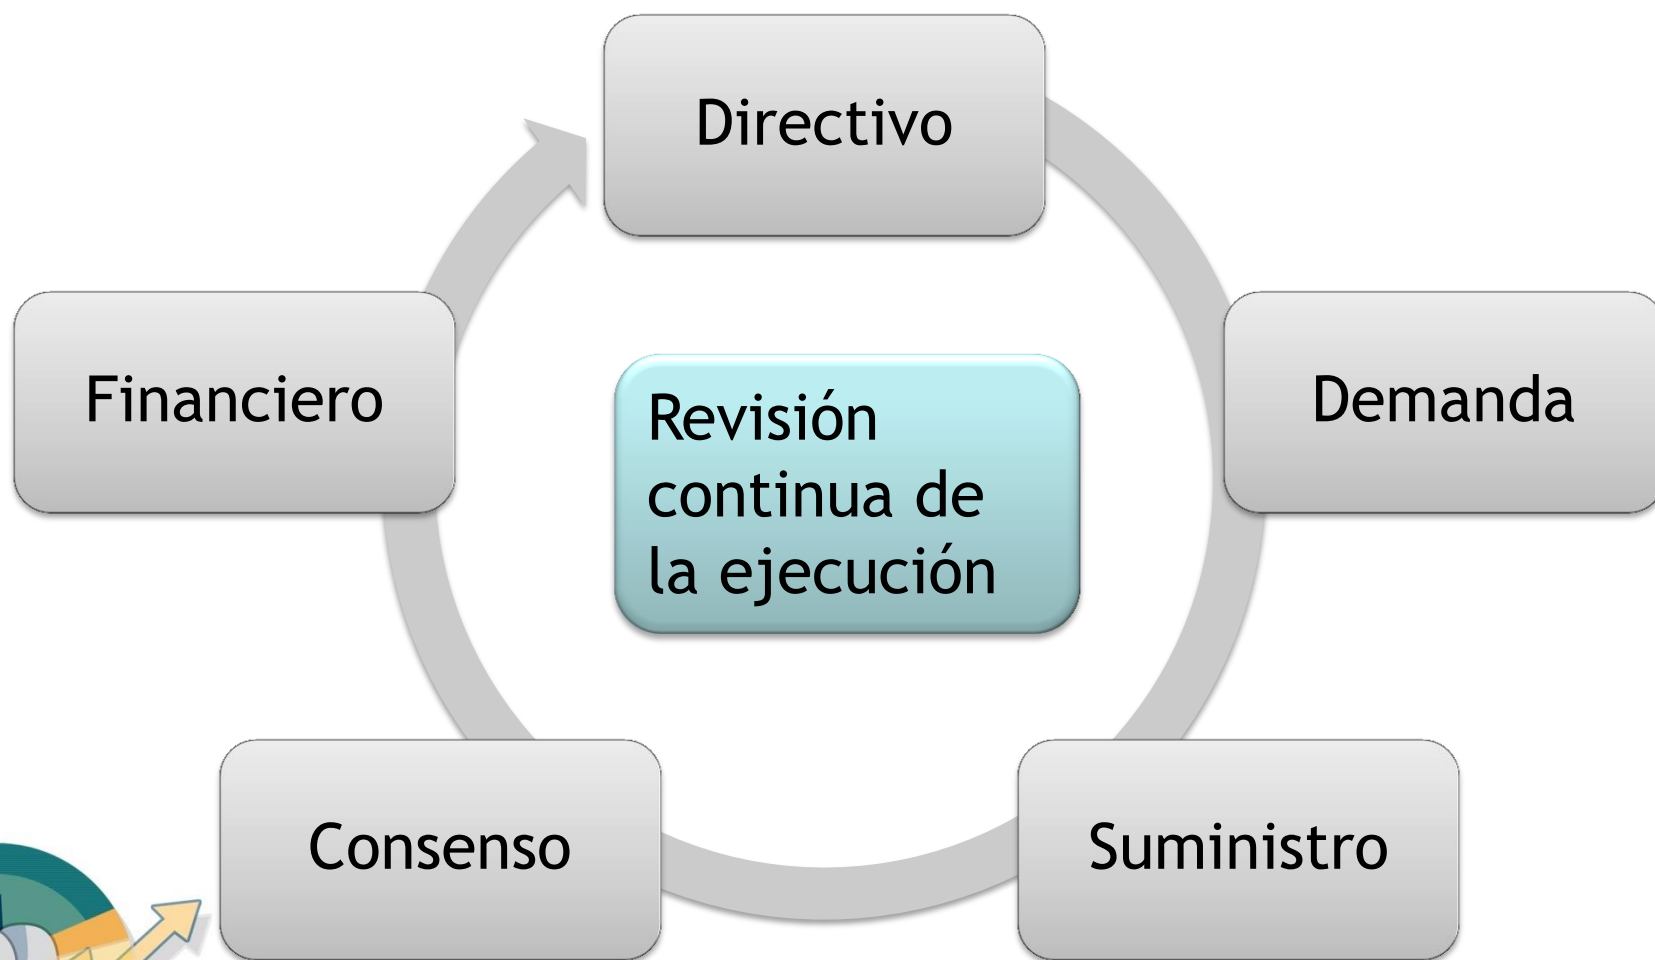 Directivo
Financiero
Demanda
Revisión
continua de
la ejecución
Consenso
Suministro